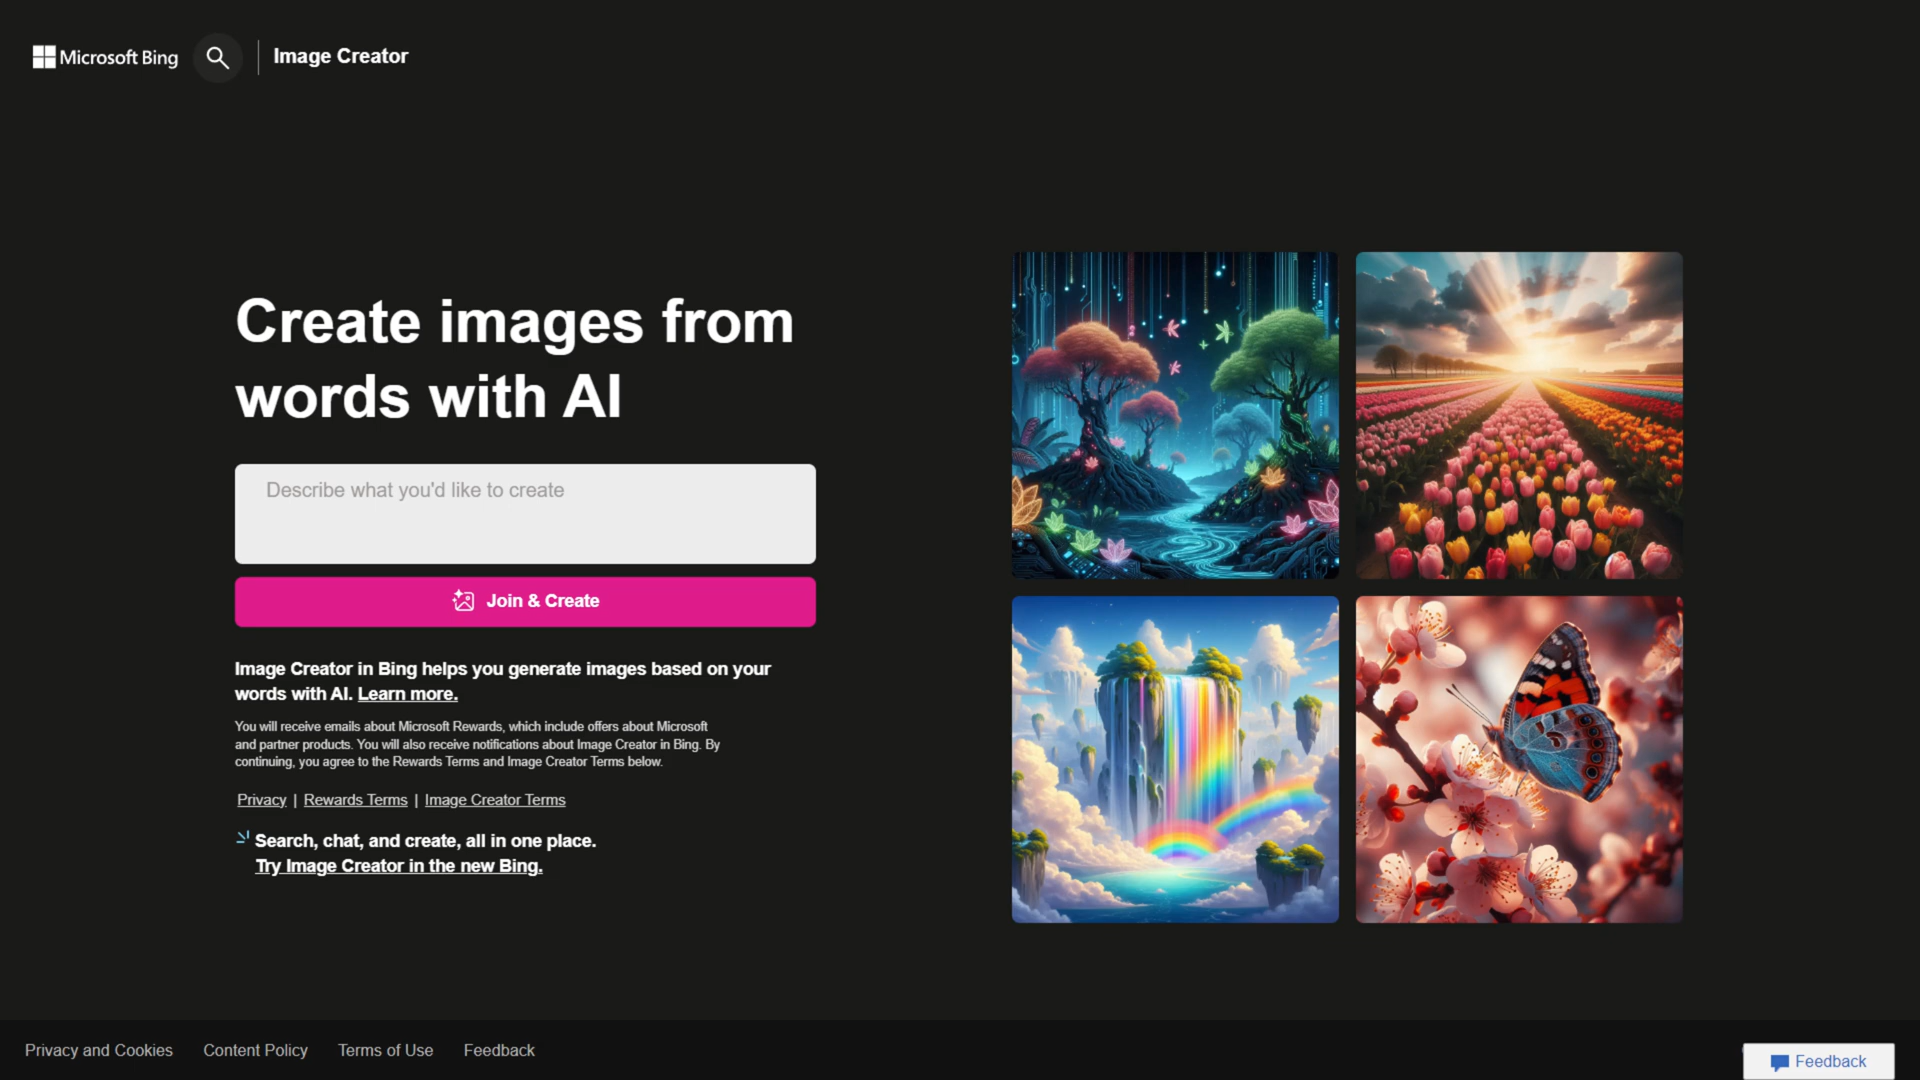 Microsoft Bing
Image Creator
Create images from
words with AI
Describe what you'd like to create
Join & Create
Image Creator in Bing helps you generate images based on your
words with AI. Learn more.
You will receive emails about Microsoft Rewards, which include offers about Microsoft
and partner products. You will also receive notifications about Image Creator in Bing. By
continuing, you agree to the Rewards Terms and Image Creator Terms below.
Privacy | Rewards Terms | Image Creator Terms
Search, chat, and create, all in one place.
Try Image Creator in the new Bing.
Privacy and Cookies Content Policy Terms of Use Feedback
Feedback